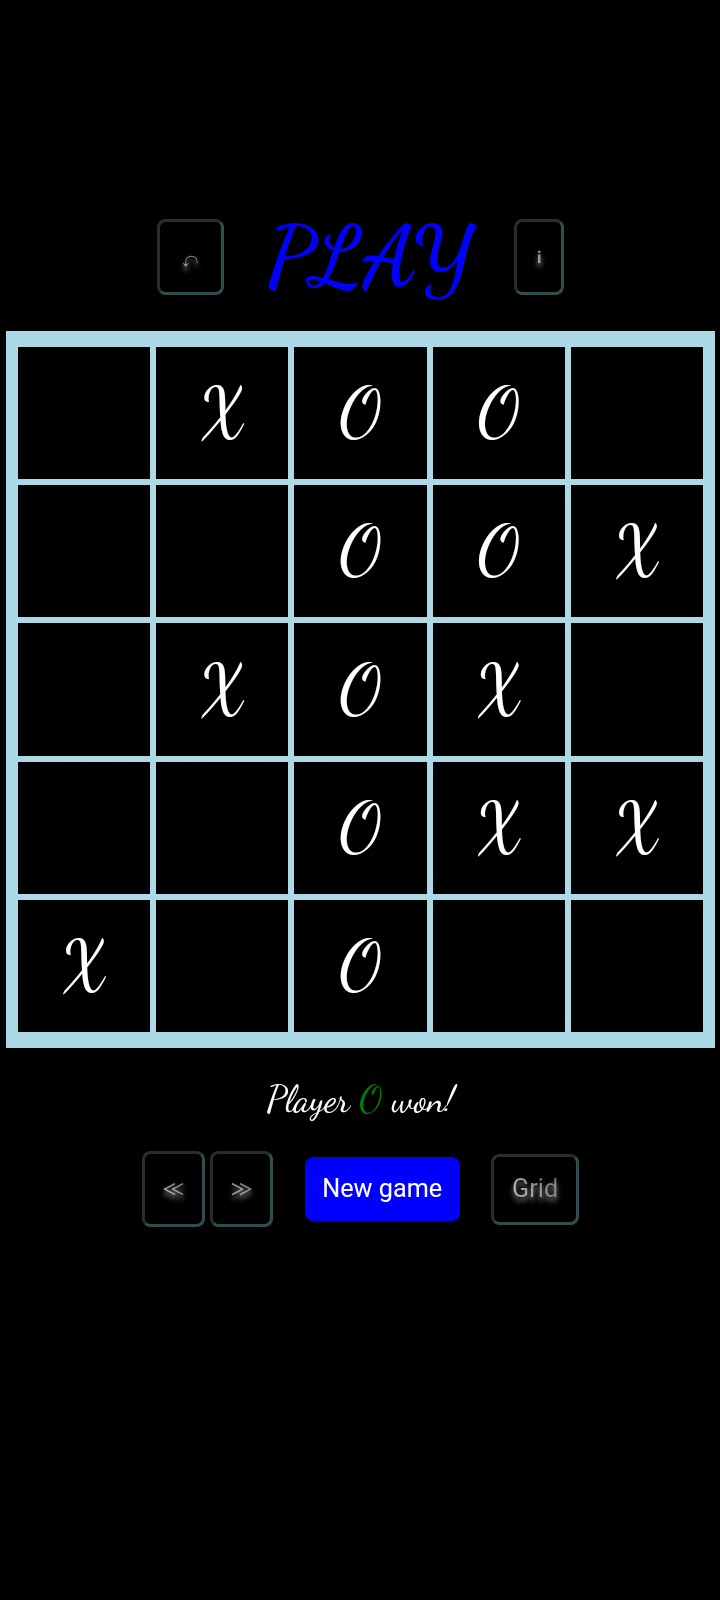 ⤺ PLAY i
X O O
O O X
X O X
O X X
X O
Player O won!
≪ ≫ New game Grid